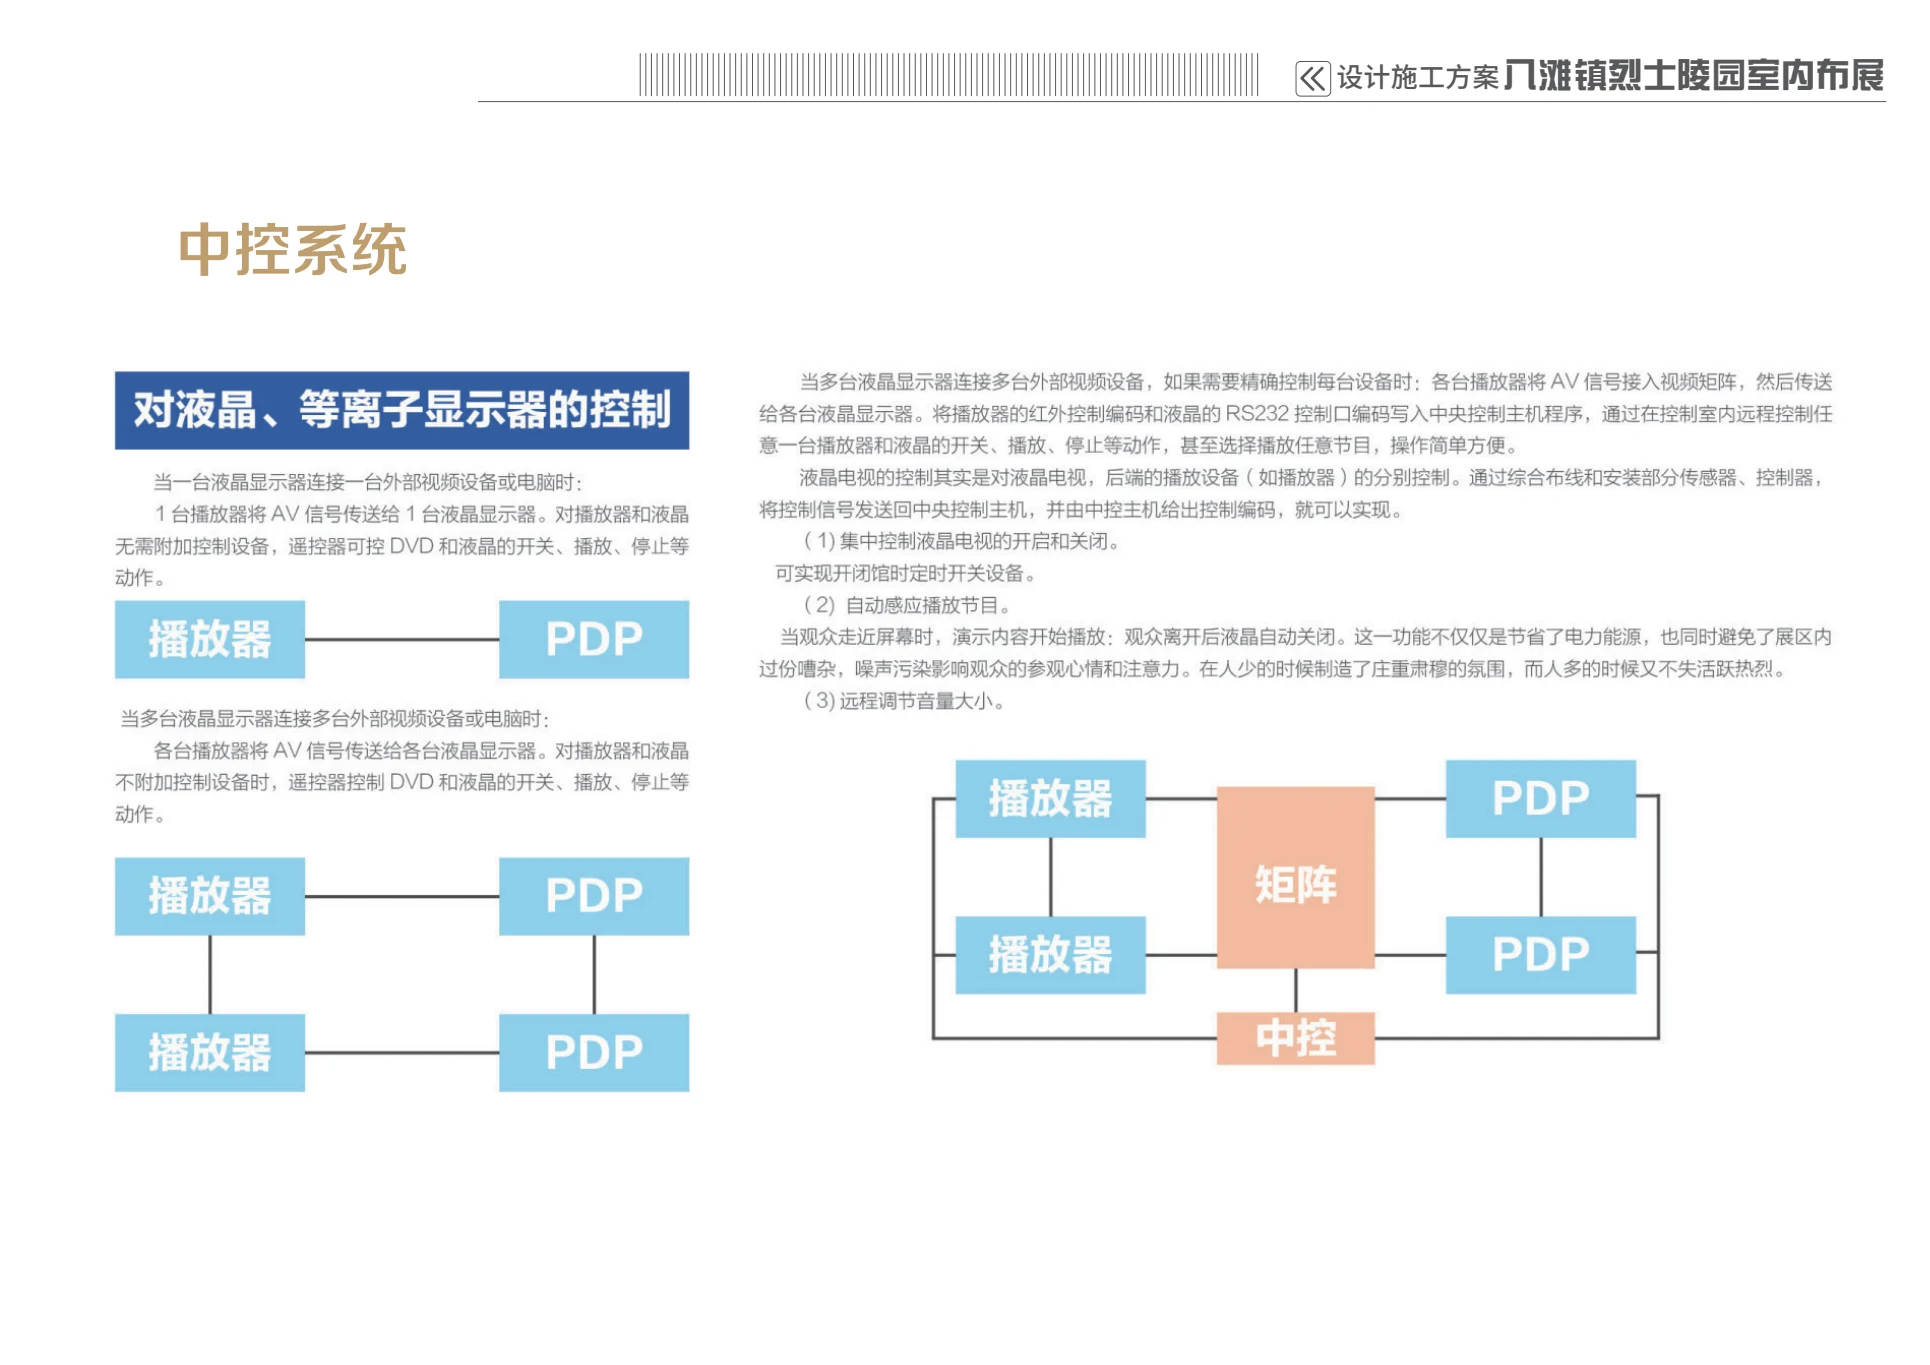 设计施工方案 八滩镇烈士陵园室内布展
中控系统
对液晶、等离子显示器的控制
当一台液晶显示器连接一台外部视频设备或电脑时：
1 台播放器将 AV 信号传送给 1 台液晶显示器。对播放器和液晶
无需附加控制设备，遥控器可控 DVD 和液晶的开关、播放、停止等
动作。
播放器
PDP
当多台液晶显示器连接多台外部视频设备或电脑时：
各台播放器将 AV 信号传送给各台液晶显示器。对播放器和液晶
不附加控制设备时，遥控器控制 DVD 和液晶的开关、播放、停止等
动作。
播放器
PDP
播放器
PDP
当多台液晶显示器连接多台外部视频设备，如果需要精确控制每台设备时；各台播放器将 AV 信号接入视频矩阵，然后传送
给各台液晶显示器。将播放器的红外控制编码和液晶的 RS232 控制口编码写入中央控制主机程序，通过在控制室内远程控制任
意一台播放器和液晶的开关、播放、停止等动作，甚至选择播放任意节目，操作简单方便。
液晶电视的控制其实是对液晶电视，后端的播放设备（如播放器）的分别控制。通过综合布线和安装部分传感器、控制器，
将控制信号发送回中央控制主机，并由中控主机给出控制编码，就可以实现。
（1）集中控制液晶电视的开启和关闭。
可实现开闭馆时定时开关设备。
（2）自动感应播放节目。
当观众走近屏幕时，演示内容开始播放：观众离开后液晶自动关闭。这一功能不仅仅是节省了电力能源，也同时避免了展区内
过份嘈杂，噪声污染影响观众的参观心情和注意力。在人少的时候制造了庄重肃穆的氛围，而人多的时候又不失活跃热烈。
（3）远程调节音量大小。
播放器
PDP
矩阵
播放器
PDP
中控